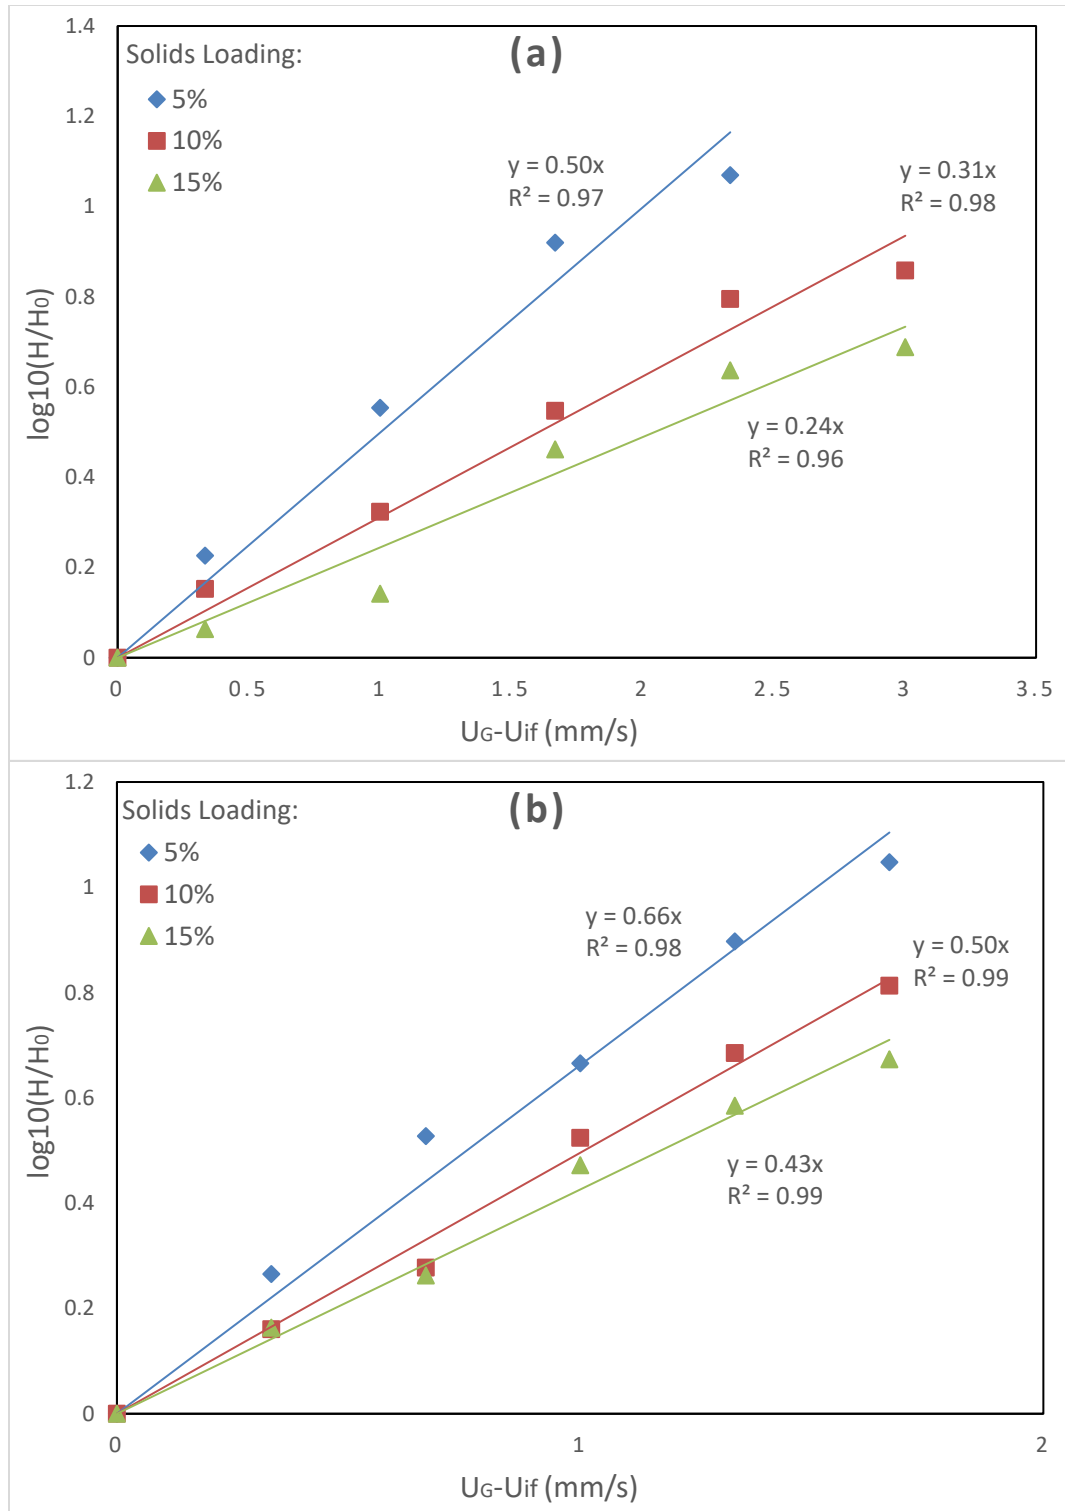 (a)
Solids Loading:
5%
10%
15%
y = 0.50x
R² = 0.97
y = 0.31x
R² = 0.98
y = 0.24x
R² = 0.96
log10(H/H0)
1.4
1.2
1
0.8
0.6
0.4
0.2
0
0 0.5 1 1.5 2 2.5 3 3.5
UG-Uif (mm/s)
(b)
Solids Loading:
5%
10%
15%
y = 0.66x
R² = 0.98
y = 0.50x
R² = 0.99
y = 0.43x
R² = 0.99
log10(H/H0)
1.2
1
0.8
0.6
0.4
0.2
0
0 1 2
UG-Uif (mm/s)